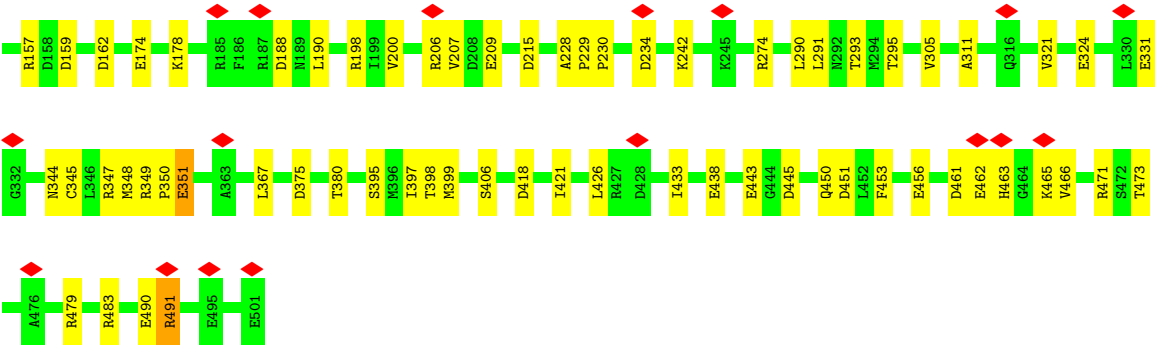 R157 D158 D159 D162 E174 K178 R185 F186 R187 D188 N189 L190 R198 I199 V200 R206 V207 D208 E209 D215 A228 P229 P230 D234 K242 K245 R274 L290 L291 N292 T293 M294 T295 V305 A311 Q316 V321 E324 L330 E331
G332 N344 C345 L346 R347 M348 R349 P350 E351 A363 L367 D375 T380 S395 M396 I397 T398 M399 S406 D418 I421 L426 R427 D428 I433 E438 E443 G444 D445 Q450 D451 L452 F453 E456 D461 E462 H463 G464 K465 V466 R471 S472 T473
A476 R479 R483 E490 R491 E495 E501